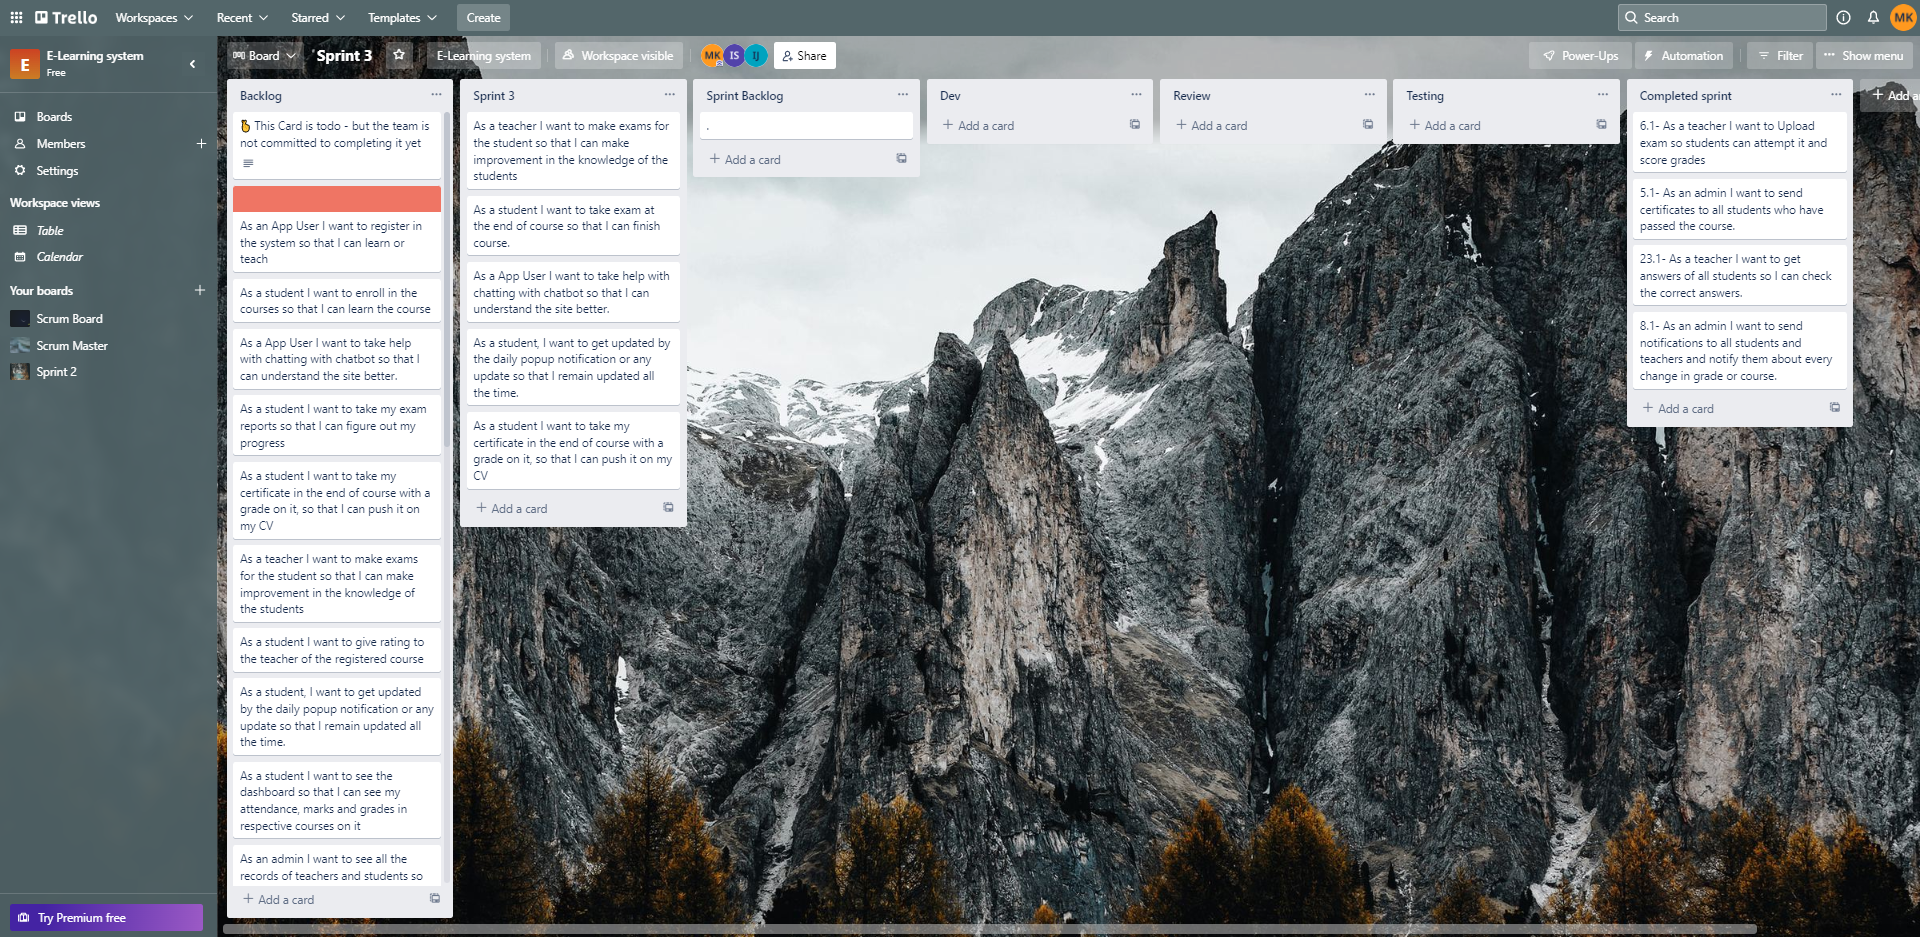 Trello
Workspaces
Recent
Starred
Templates
Create
Search
MK
E
E-Learning system
Free
Boards
Members
Settings
Workspace views
Table
Calendar
Your boards
Scrum Board
Scrum Master
Sprint 2
Try Premium free
Board
Sprint 3
E-Learning system
Workspace visible
MK
IS
IJ
Share
Power-Ups
Automation
Filter
Show menu
Backlog
This Card is todo - but the team is
not committed to completing it yet
As an App User I want to register in
the system so that I can learn or
teach
As a student I want to enroll in the
courses so that I can learn the course
As a App User I want to take help
with chatting with chatbot so that I
can understand the site better.
As a student I want to take my exam
reports so that I can figure out my
progress
As a student I want to take my
certificate in the end of course with a
grade on it, so that I can push it on
my CV
As a teacher I want to make exams
for the student so that I can make
improvement in the knowledge of
the students
As a student I want to give rating to
the teacher of the registered course
As a student, I want to get updated
by the daily popup notification or any
update so that I remain updated all
the time.
As a student I want to see the
dashboard so that I can see my
attendance, marks and grades in
respective courses on it
As an admin I want to see all the
records of teachers and students so
Add a card
Sprint 3
As a teacher I want to make exams for
the student so that I can make
improvement in the knowledge of the
students
As a student I want to take exam at
the end of course so that I can finish
course.
As a App User I want to take help with
chatting with chatbot so that I can
understand the site better.
As a student, I want to get updated by
the daily popup notification or any
update so that I remain updated all
the time.
As a student I want to take my
certificate in the end of course with a
grade on it, so that I can push it on my
CV
Add a card
Sprint Backlog
.
Add a card
Dev
Add a card
Review
Add a card
Testing
Add a card
Completed sprint
6.1- As a teacher I want to Upload
exam so students can attempt it and
score grades
5.1- As an admin I want to send
certificates to all students who have
passed the course.
23.1- As a teacher I want to get
answers of all students so I can check
the correct answers.
8.1- As an admin I want to send
notifications to all students and
teachers and notify them about every
change in grade or course.
Add a card
Add a